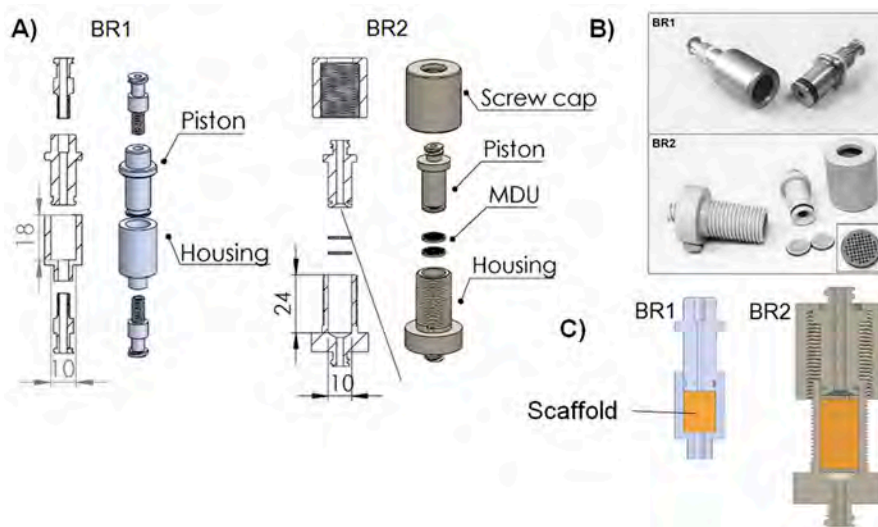 A)
BR1
BR2
Piston
Housing
18
10
Screw cap
Piston
MDU
Housing
24
10
B)
BR1
BR2
C)
BR1
BR2
Scaffold